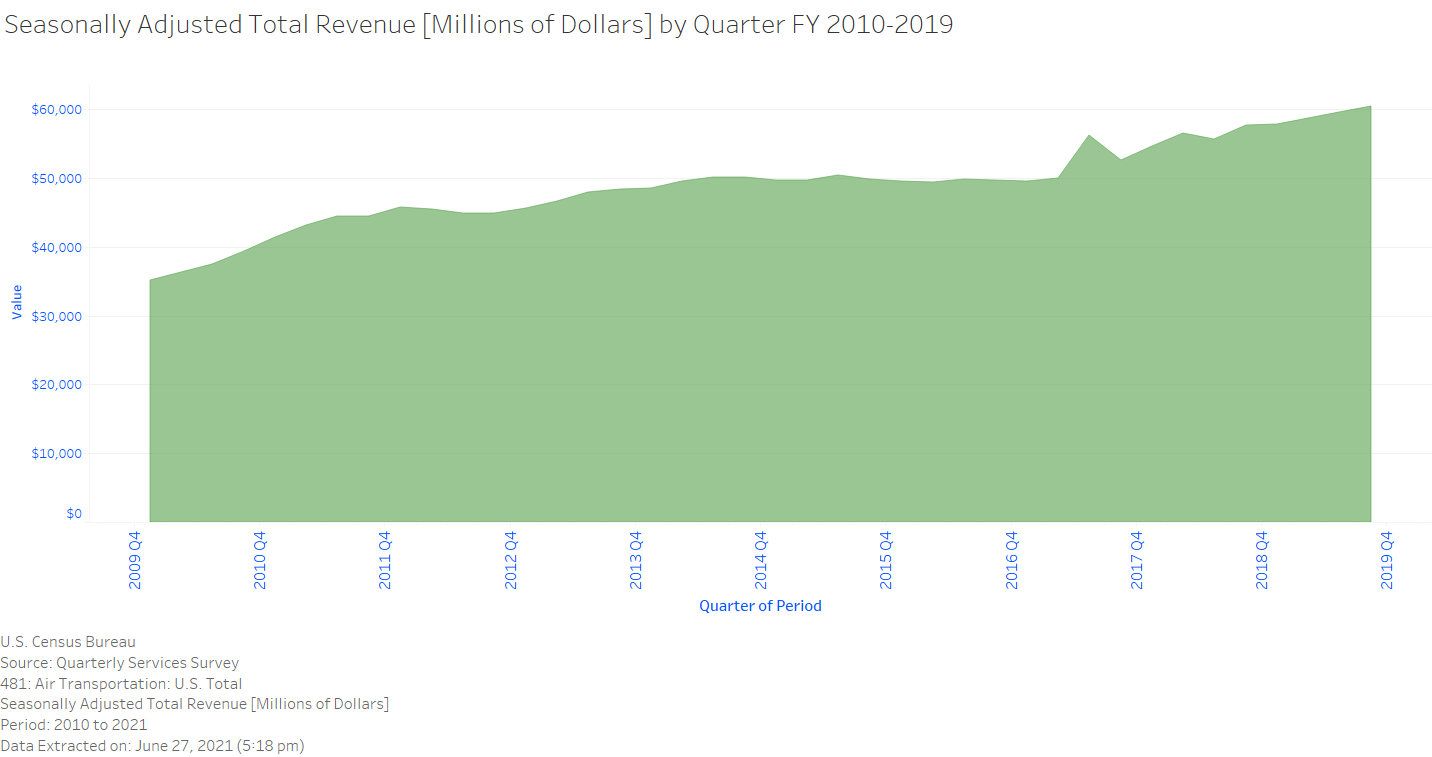 Seasonally Adjusted Total Revenue [Millions of Dollars] by Quarter FY 2010-2019
$60,000
$50,000
$40,000
$30,000
$20,000
$10,000
$0
Value
2009 Q4
2010 Q4
2011 Q4
2012 Q4
2013 Q4
2014 Q4
2015 Q4
2016 Q4
2017 Q4
2018 Q4
2019 Q4
Quarter of Period
U.S. Census Bureau
Source: Quarterly Services Survey
481: Air Transportation: U.S. Total
Seasonally Adjusted Total Revenue [Millions of Dollars]
Period: 2010 to 2021
Data Extracted on: June 27, 2021 (5:18 pm)